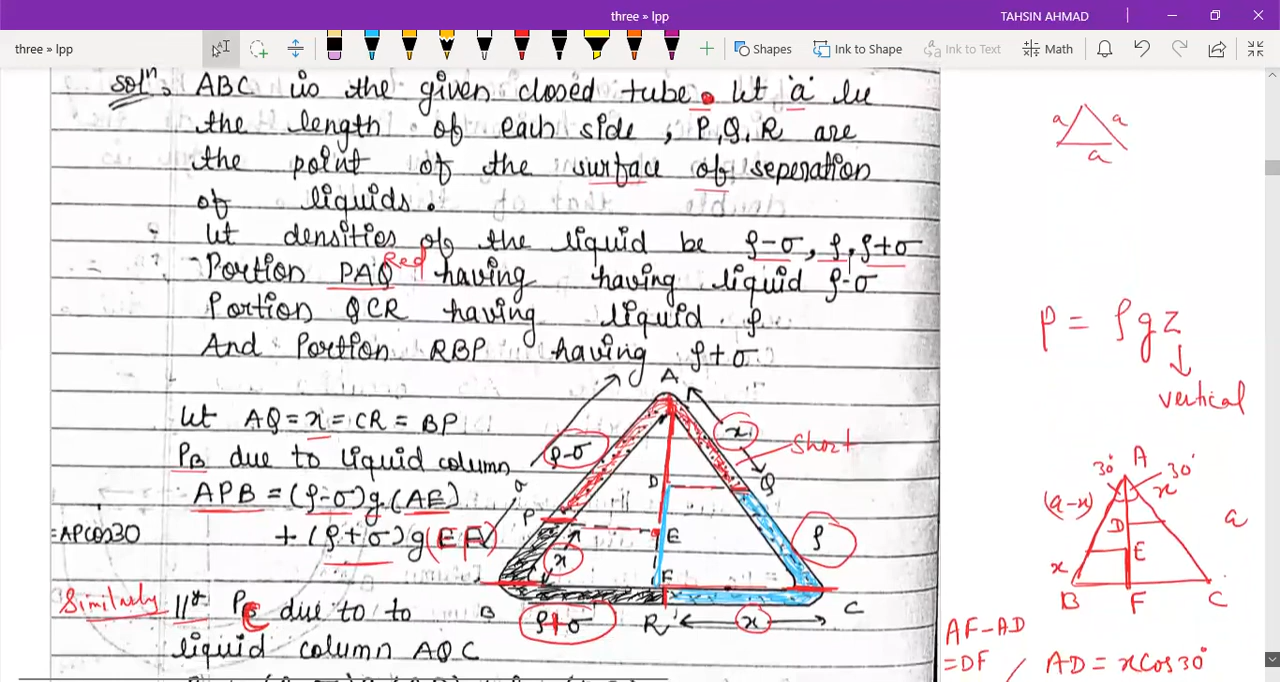 three » lpp
TAHSIN AHMAD
three » lpp
Shapes
Ink to Shape
Ink to Text
Math
Solⁿ. ABC is the given closed tube. Let 'a' be
the length of each side, P, Q, R are
the point of the surface of seperation
of liquids.
Let densities of the liquid be ρ-σ, ρ, ρ+σ
Portion PAQ Red having having liquid ρ-σ
Portion QCR having liquid ρ
And Portion RBP having ρ+σ
Let AQ = x = CR = BP
PB due to liquid column
APB = (ρ-σ)g(AE)
=APcos30 + (ρ+σ)g(EF)
Similarly ||ly PC due to to
liquid column AQC
A
ρ-σ
x
Short
a
D
Q
P
E
ρ
x
F
B
ρ+σ
R
x
C
a
a
a
P = ρgz
vertical
A
30°
30°
(a-x)
x
a
D
E
x
B
F
C
AF-AD
=DF
AD = xcos30°